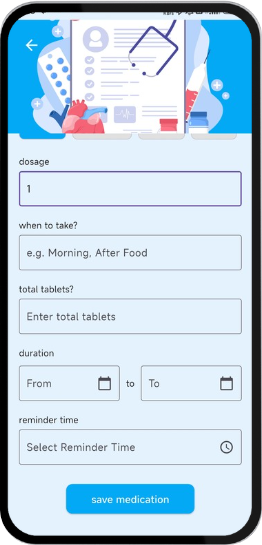 dosage
1
when to take?
e.g. Morning, After Food
total tablets?
Enter total tablets
duration
From to To
reminder time
Select Reminder Time
save medication